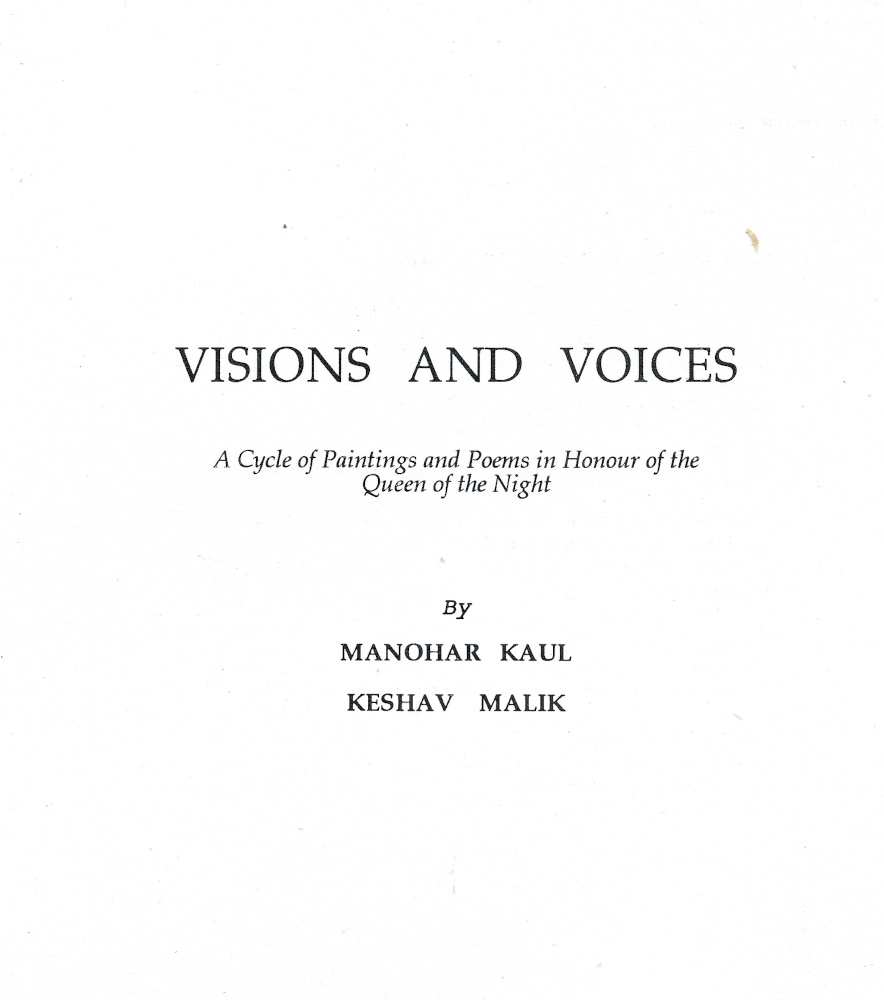 VISIONS AND VOICES
A Cycle of Paintings and Poems in Honour of the
Queen of the Night
By
MANOHAR KAUL
KESHAV MALIK